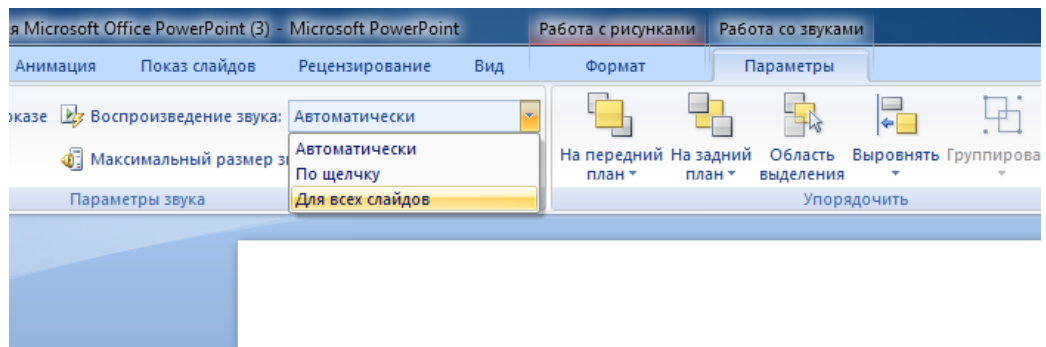 я Microsoft Office PowerPoint (3) - Microsoft PowerPoint
Работа с рисунками
Работа со звуками
Анимация
Показ слайдов
Рецензирование
Вид
Формат
Параметры
оказе
Воспроизведение звука:
Автоматически
Максимальный размер з
Автоматически
По щелчку
Для всех слайдов
Параметры звука
На передний план
На задний план
Область выделения
Выровнять
Группирова
Упорядочить